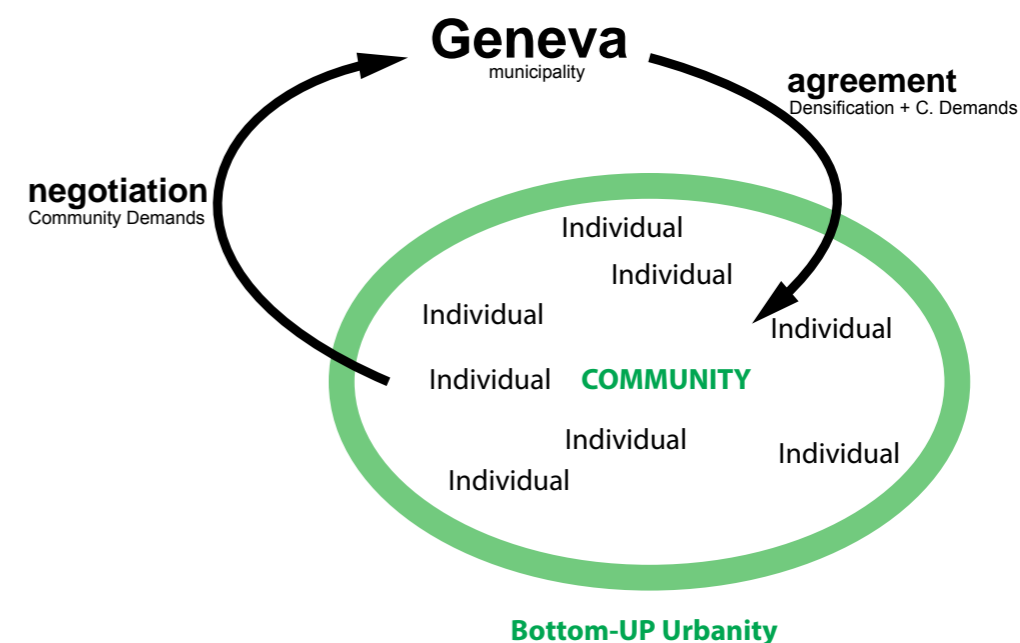 Geneva
municipality
agreement
Densification + C. Demands
negotiation
Community Demands
Individual
Individual
Individual
Individual
Individual COMMUNITY
Individual
Individual
Individual
Bottom-UP Urbanity